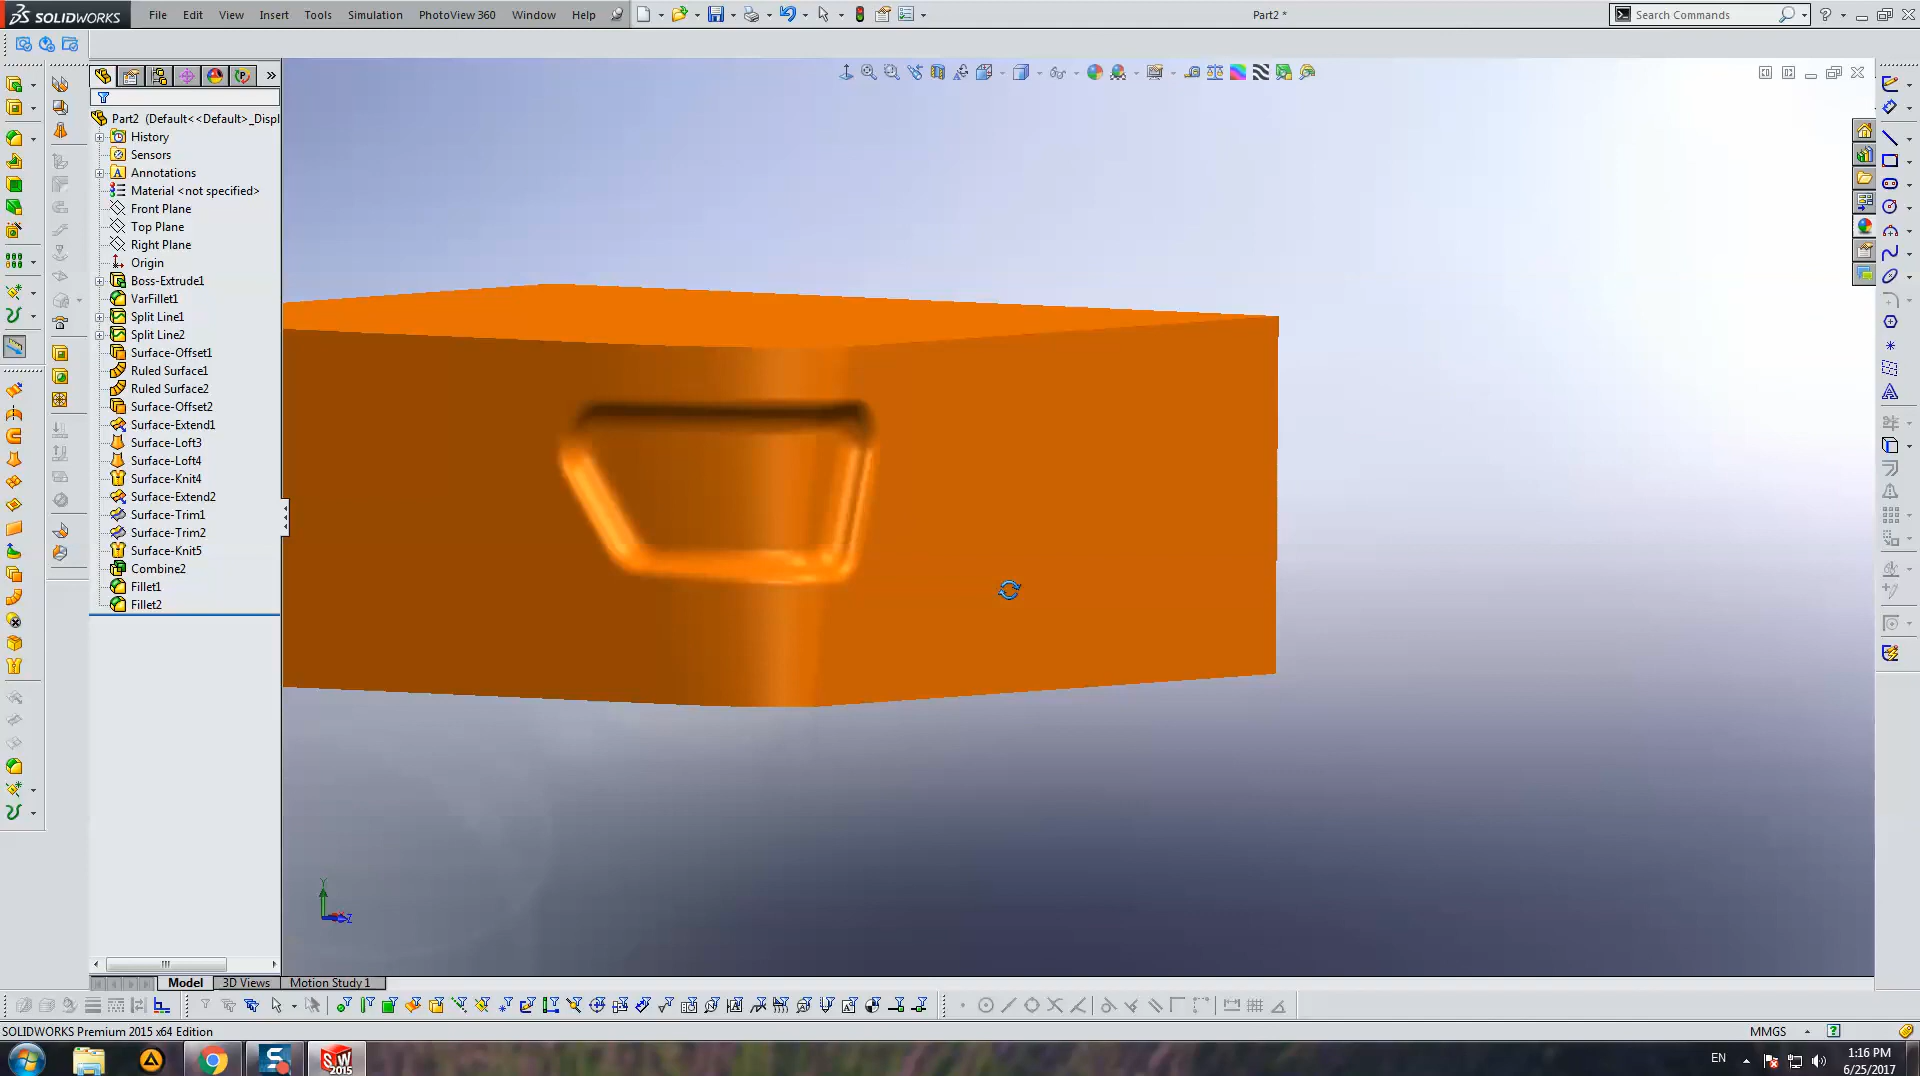 SOLIDWORKS
File Edit View Insert Tools Simulation PhotoView 360 Window Help
Part2 *
Search Commands
Part2 (Default<<Default>_Displ
History
Sensors
Annotations
Material <not specified>
Front Plane
Top Plane
Right Plane
Origin
Boss-Extrude1
VarFillet1
Split Line1
Split Line2
Surface-Offset1
Ruled Surface1
Ruled Surface2
Surface-Offset2
Surface-Extend1
Surface-Loft3
Surface-Loft4
Surface-Knit4
Surface-Extend2
Surface-Trim1
Surface-Trim2
Surface-Knit5
Combine2
Fillet1
Fillet2
Y
Z
Model 3D Views Motion Study 1
SOLIDWORKS Premium 2015 x64 Edition
MMGS
EN
1:16 PM
6/25/2017
SW
2015